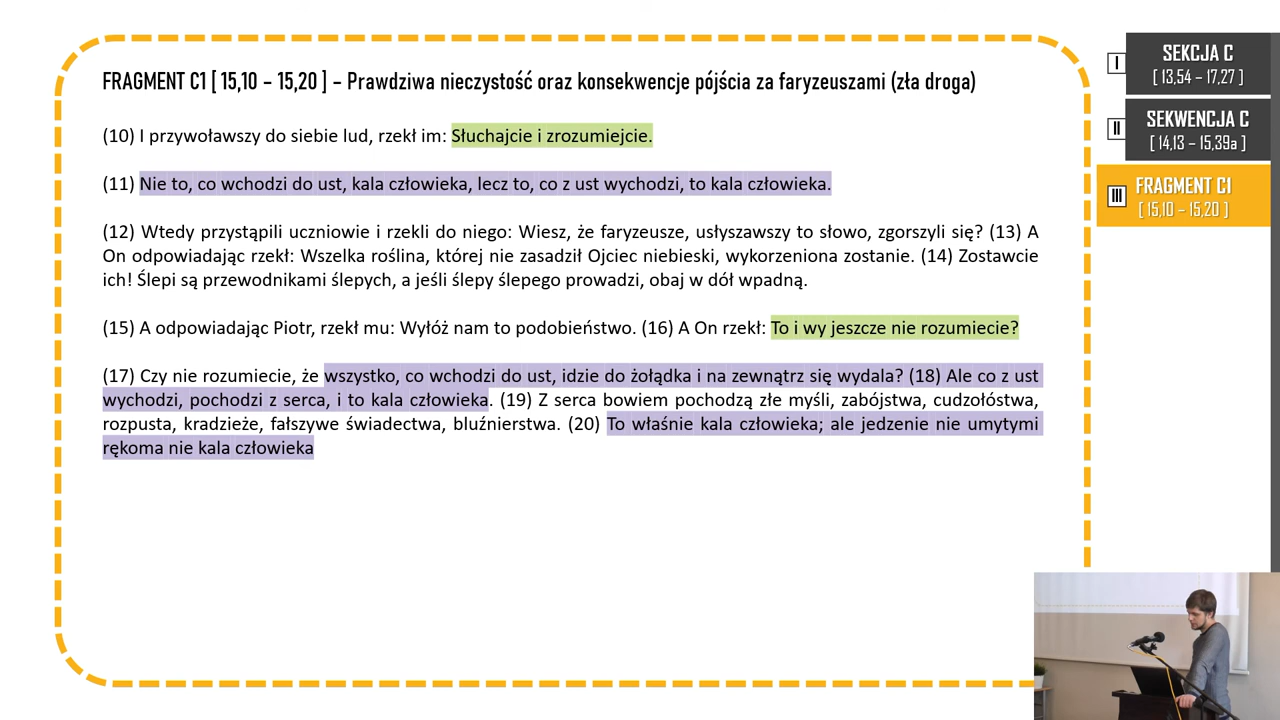 FRAGMENT C1 [ 15,10 – 15,20 ] – Prawdziwa nieczystość oraz konsekwencje pójścia za faryzeuszami (zła droga)
(10) I przywoławszy do siebie lud, rzekł im: Słuchajcie i zrozumiejcie.
(11) Nie to, co wchodzi do ust, kala człowieka, lecz to, co z ust wychodzi, to kala człowieka.
(12) Wtedy przystąpili uczniowie i rzekli do niego: Wiesz, że faryzeusze, usłyszawszy to słowo, zgorszyli się? (13) A
On odpowiadając rzekł: Wszelka roślina, której nie zasadził Ojciec niebieski, wykorzeniona zostanie. (14) Zostawcie
ich! Ślepi są przewodnikami ślepych, a jeśli ślepy ślepego prowadzi, obaj w dół wpadną.
(15) A odpowiadając Piotr, rzekł mu: Wyłóż nam to podobieństwo. (16) A On rzekł: To i wy jeszcze nie rozumiecie?
(17) Czy nie rozumiecie, że wszystko, co wchodzi do ust, idzie do żołądka i na zewnątrz się wydala? (18) Ale co z ust
wychodzi, pochodzi z serca, i to kala człowieka. (19) Z serca bowiem pochodzą złe myśli, zabójstwa, cudzołóstwa,
rozpusta, kradzieże, fałszywe świadectwa, bluźnierstwa. (20) To właśnie kala człowieka; ale jedzenie nie umytymi
rękoma nie kala człowieka
I
SEKCJA C
[ 13,54 – 17,27 ]
II
SEKWENCJA C
[ 14,13 – 15,39a ]
III
FRAGMENT C1
[ 15,10 – 15,20 ]